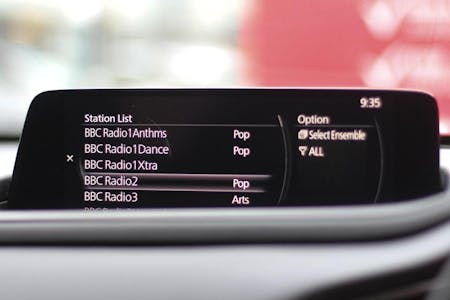 9:35
Station List
Option
BBC Radio1Anthms Pop
Select Ensemble
BBC Radio1Dance Pop
ALL
BBC Radio1Xtra
BBC Radio2 Pop
BBC Radio3 Arts